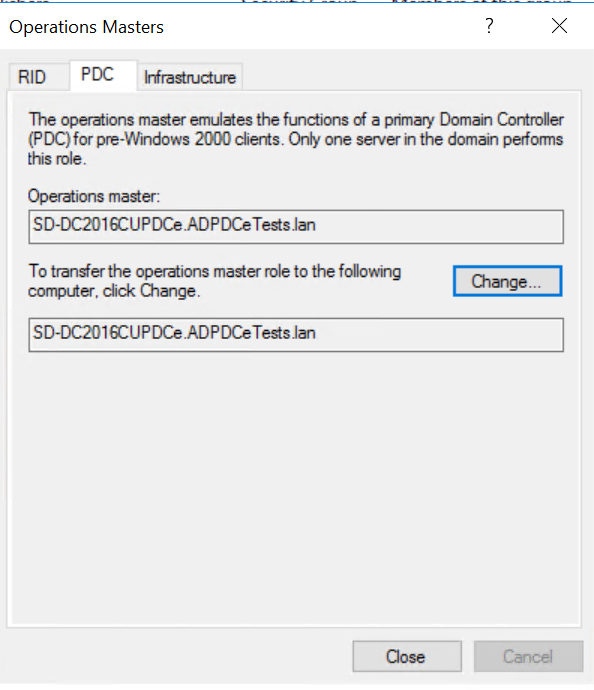 Operations Masters
?
RID
PDC
Infrastructure
The operations master emulates the functions of a primary Domain Controller
(PDC) for pre-Windows 2000 clients. Only one server in the domain performs
this role.
Operations master:
SD-DC2016CUPDCe.ADPDCeTests.lan
To transfer the operations master role to the following
computer, click Change.
Change...
SD-DC2016CUPDCe.ADPDCeTests.lan
Close
Cancel